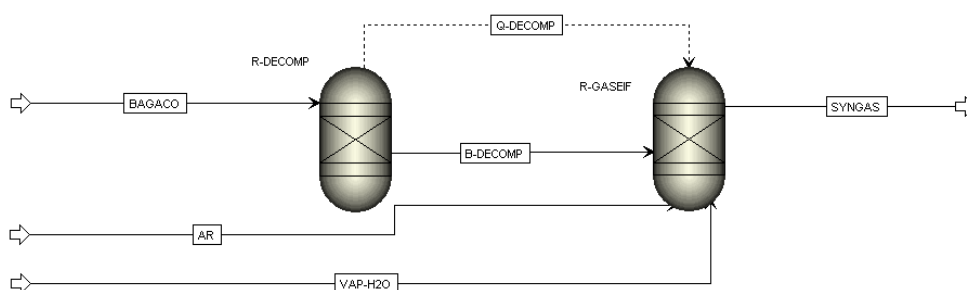 Q-DECOMP
R-DECOMP
R-GASEIF
BAGACO
SYNGAS
B-DECOMP
AR
VAP-H2O